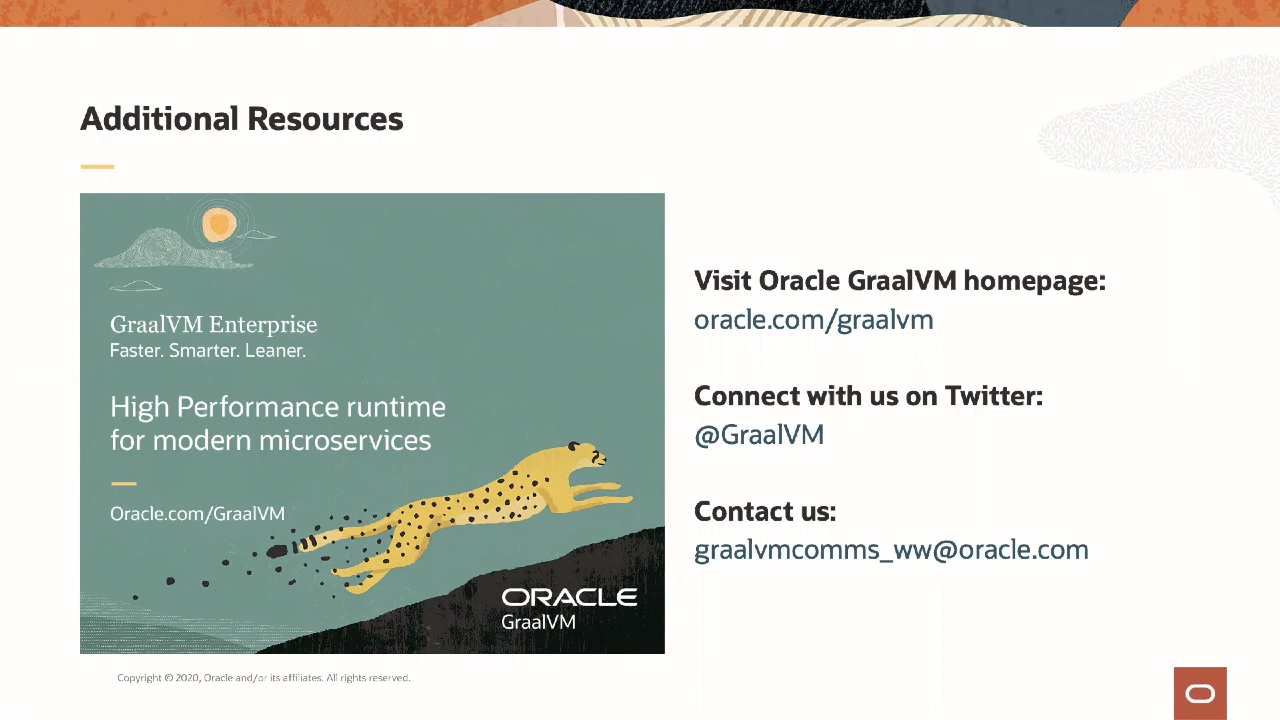 Additional Resources
GraalVM Enterprise
Faster. Smarter. Leaner.
High Performance runtime
for modern microservices
Oracle.com/GraalVM
ORACLE
GraalVM
Visit Oracle GraalVM homepage:
oracle.com/graalvm
Connect with us on Twitter:
@GraalVM
Contact us:
graalvmcomms_ww@oracle.com
Copyright © 2020, Oracle and/or its affiliates. All rights reserved.